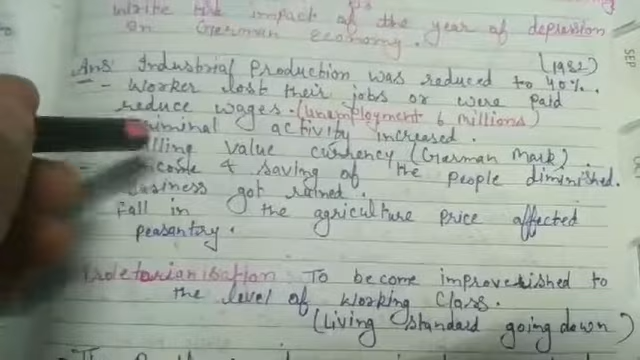 write the impact of the year of depression
on German economy.
Ans Industrial Production was reduced to 40%. (1932)
- Worker lost their jobs or were paid
reduce wages. (Unemployment 6 millions)
activity increased.
value currency (German Mark).
& saving of the people diminished.
got ruined.
Fall in the agriculture price affected
peasantry.
To become improverished to
the level of working class.
(Living standard going down)